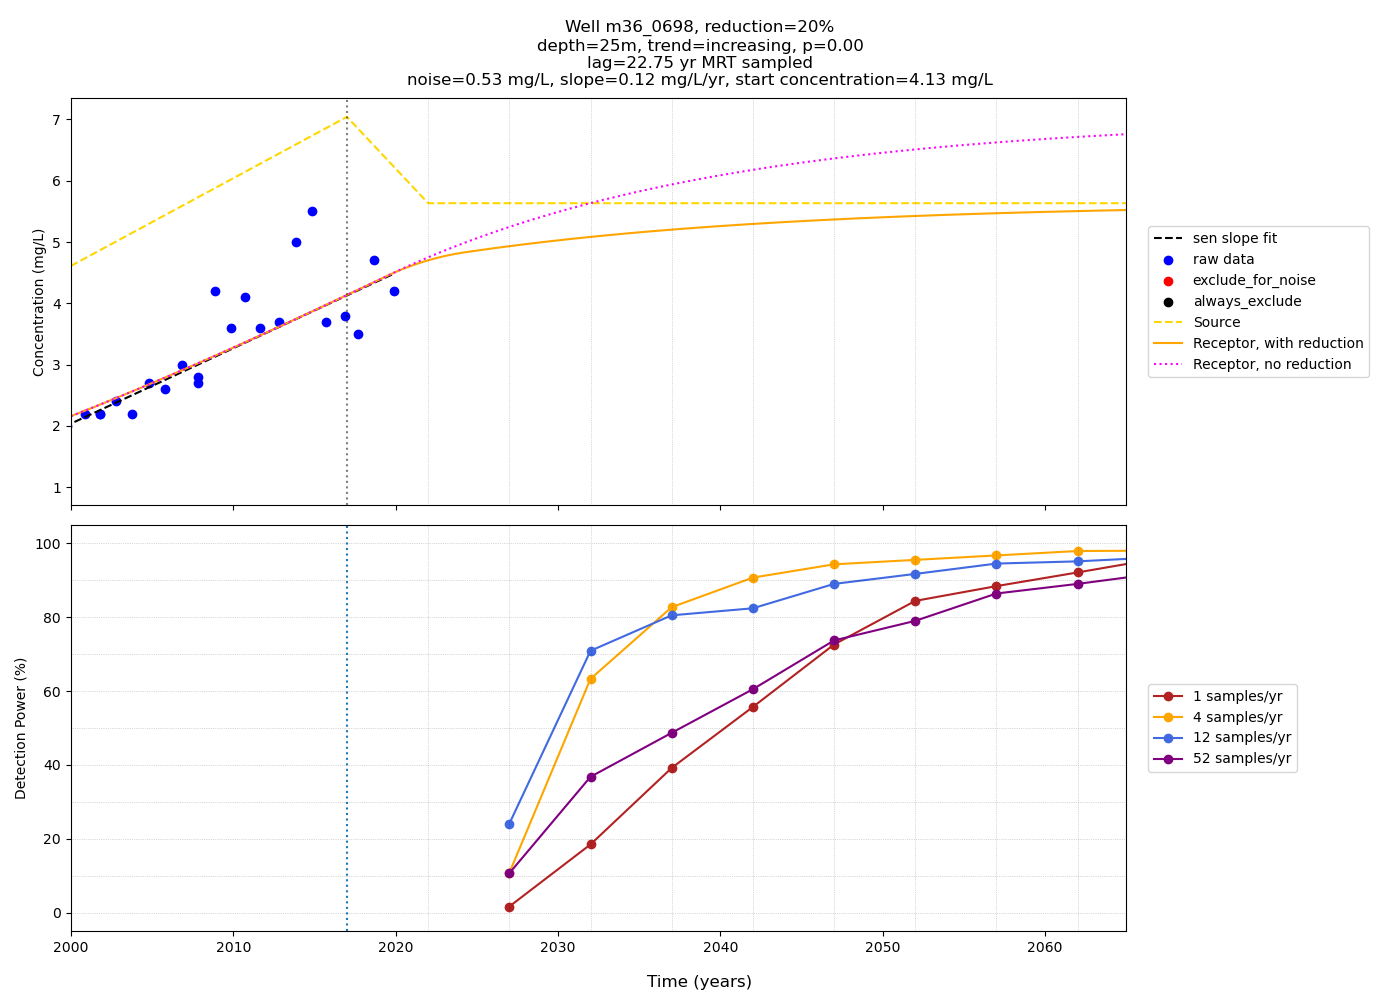 Well m36_0698, reduction=20%
depth=25m, trend=increasing, p=0.00
lag=22.75 yr MRT sampled
noise=0.53 mg/L, slope=0.12 mg/L/yr, start concentration=4.13 mg/L
Concentration (mg/L)
7
6
5
4
3
2
1
sen slope fit
raw data
exclude_for_noise
always_exclude
Source
Receptor, with reduction
Receptor, no reduction
Detection Power (%)
100
80
60
40
20
0
1 samples/yr
4 samples/yr
12 samples/yr
52 samples/yr
2000 2010 2020 2030 2040 2050 2060
Time (years)